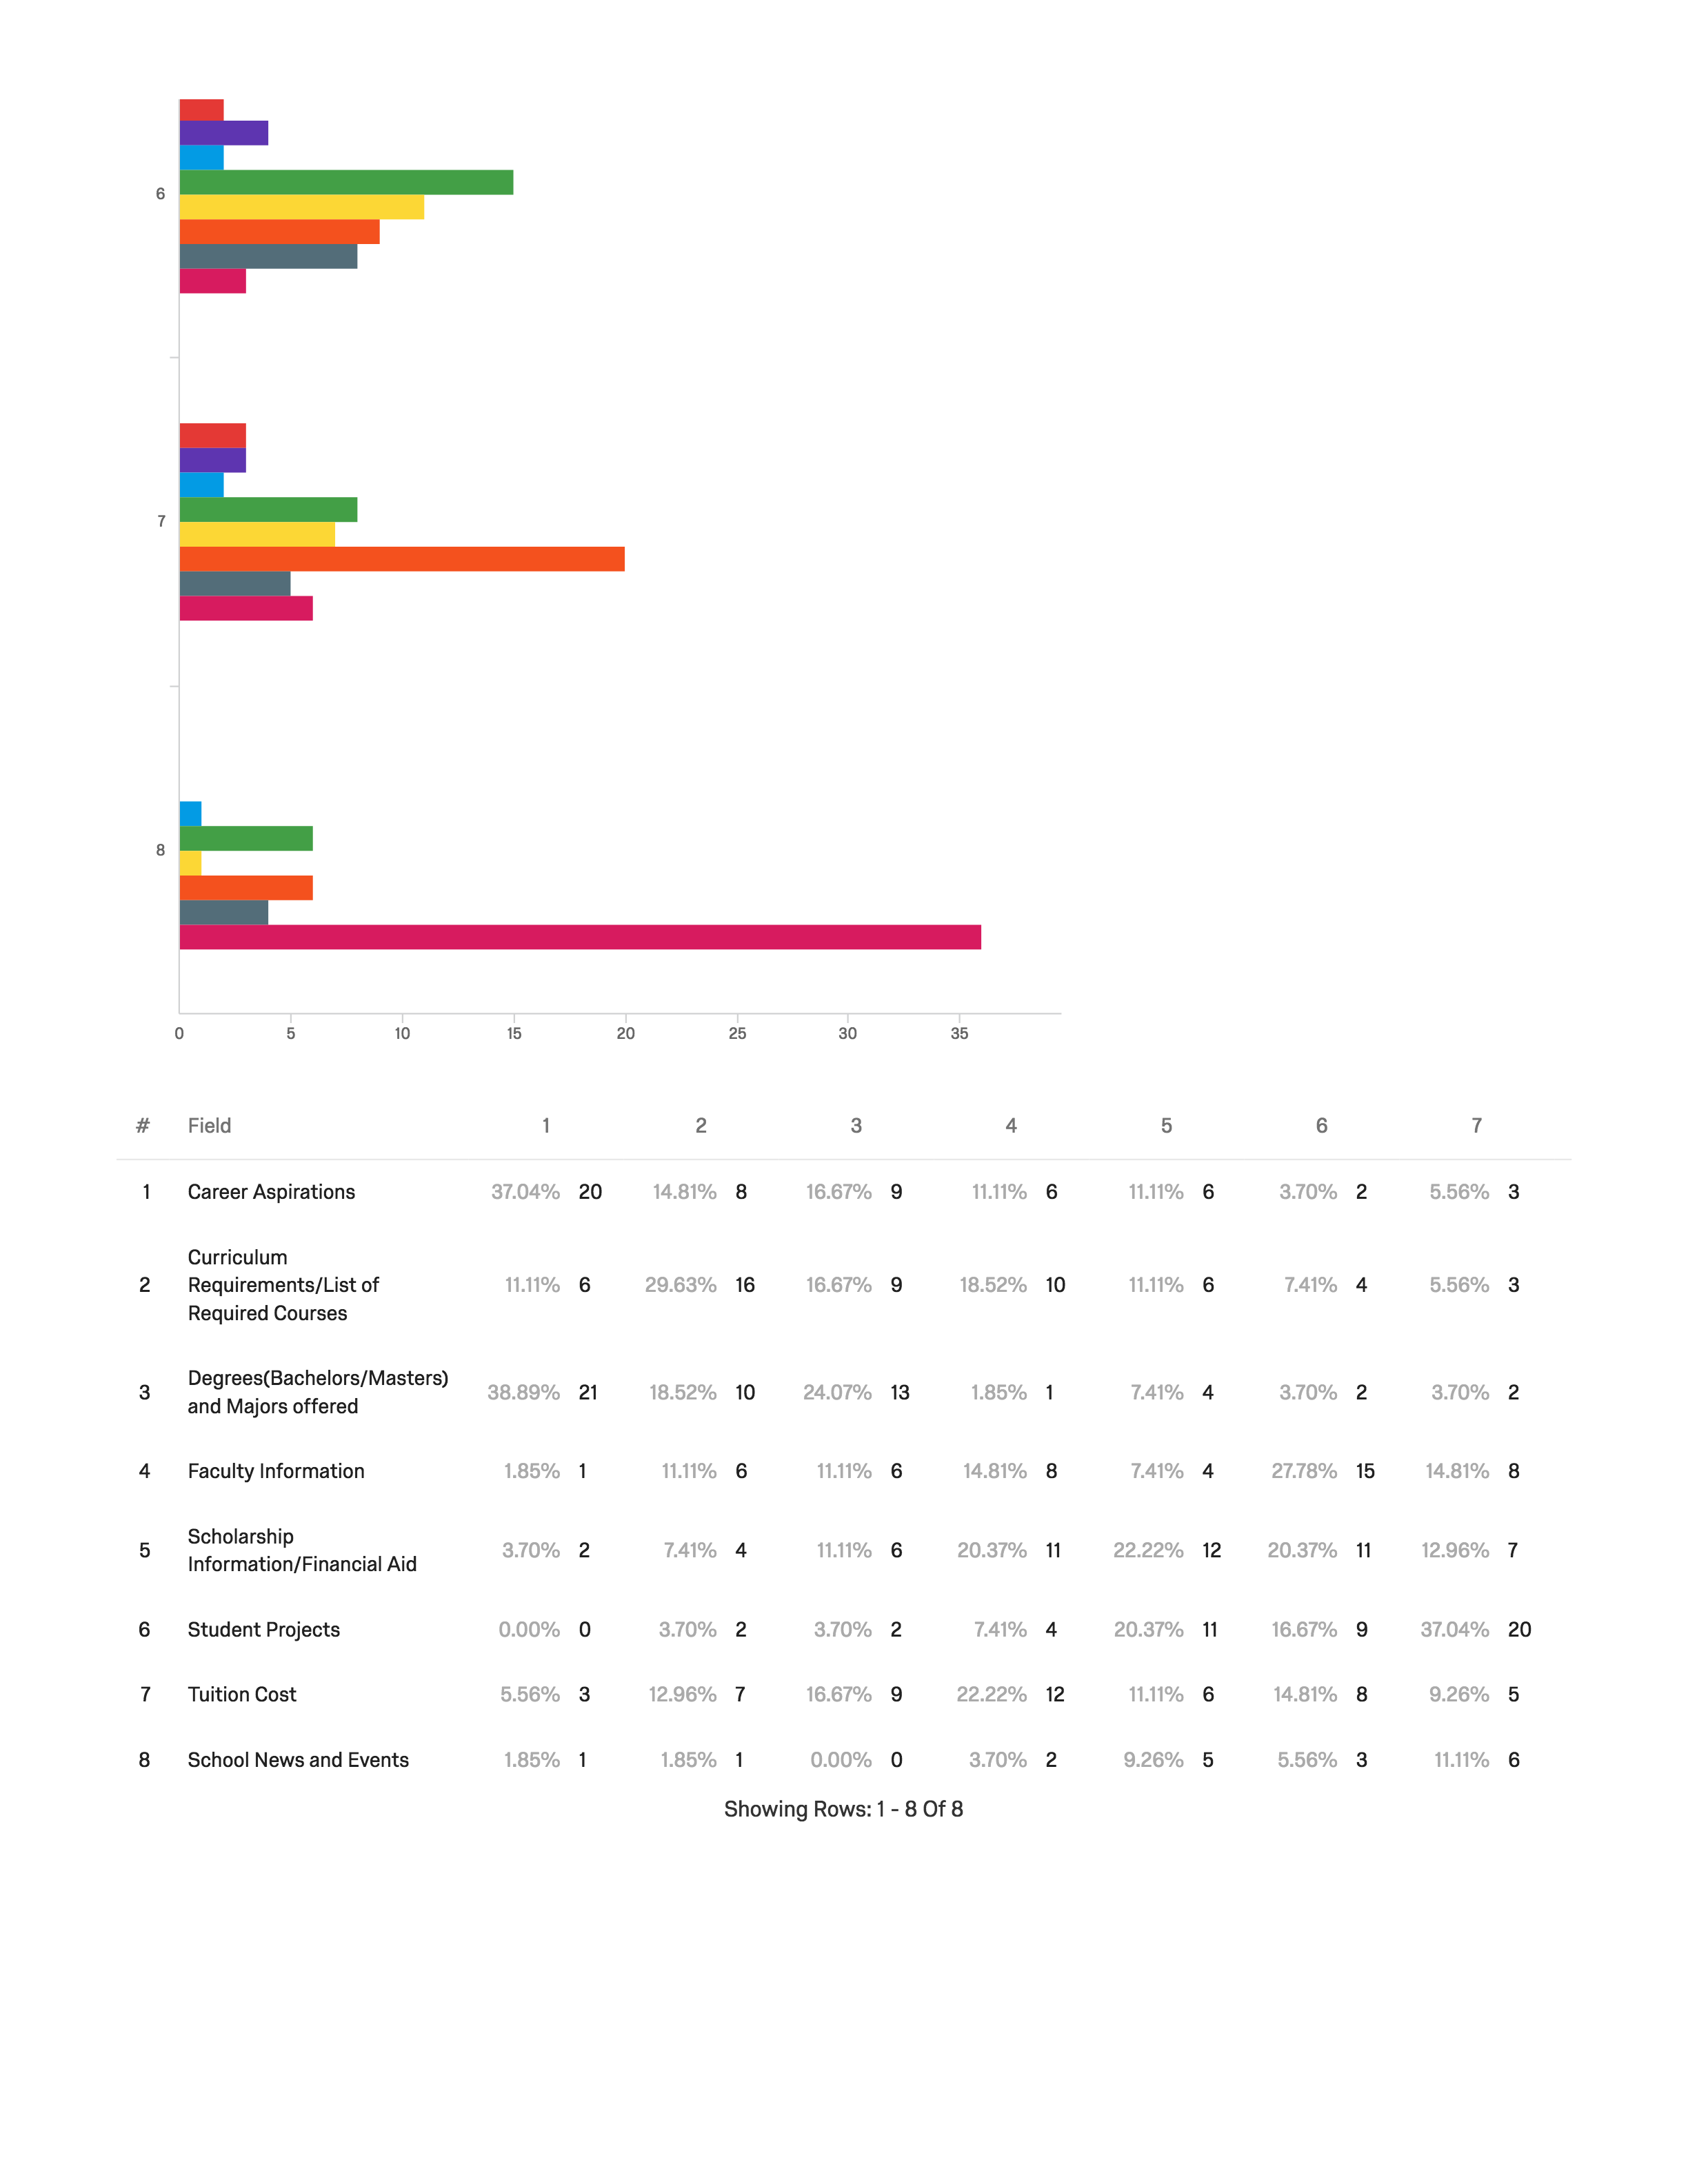 6
7
8
0 5 10 15 20 25 30 35
# Field 1 2 3 4 5 6 7
1 Career Aspirations 37.04% 20 14.81% 8 16.67% 9 11.11% 6 11.11% 6 3.70% 2 5.56% 3
Curriculum
2 Requirements/List of 11.11% 6 29.63% 16 16.67% 9 18.52% 10 11.11% 6 7.41% 4 5.56% 3
Required Courses
3 Degrees(Bachelors/Masters) 38.89% 21 18.52% 10 24.07% 13 1.85% 1 7.41% 4 3.70% 2 3.70% 2
and Majors offered
4 Faculty Information 1.85% 1 11.11% 6 11.11% 6 14.81% 8 7.41% 4 27.78% 15 14.81% 8
5 Scholarship 3.70% 2 7.41% 4 11.11% 6 20.37% 11 22.22% 12 20.37% 11 12.96% 7
Information/Financial Aid
6 Student Projects 0.00% 0 3.70% 2 3.70% 2 7.41% 4 20.37% 11 16.67% 9 37.04% 20
7 Tuition Cost 5.56% 3 12.96% 7 16.67% 9 22.22% 12 11.11% 6 14.81% 8 9.26% 5
8 School News and Events 1.85% 1 1.85% 1 0.00% 0 3.70% 2 9.26% 5 5.56% 3 11.11% 6
Showing Rows: 1 - 8 Of 8